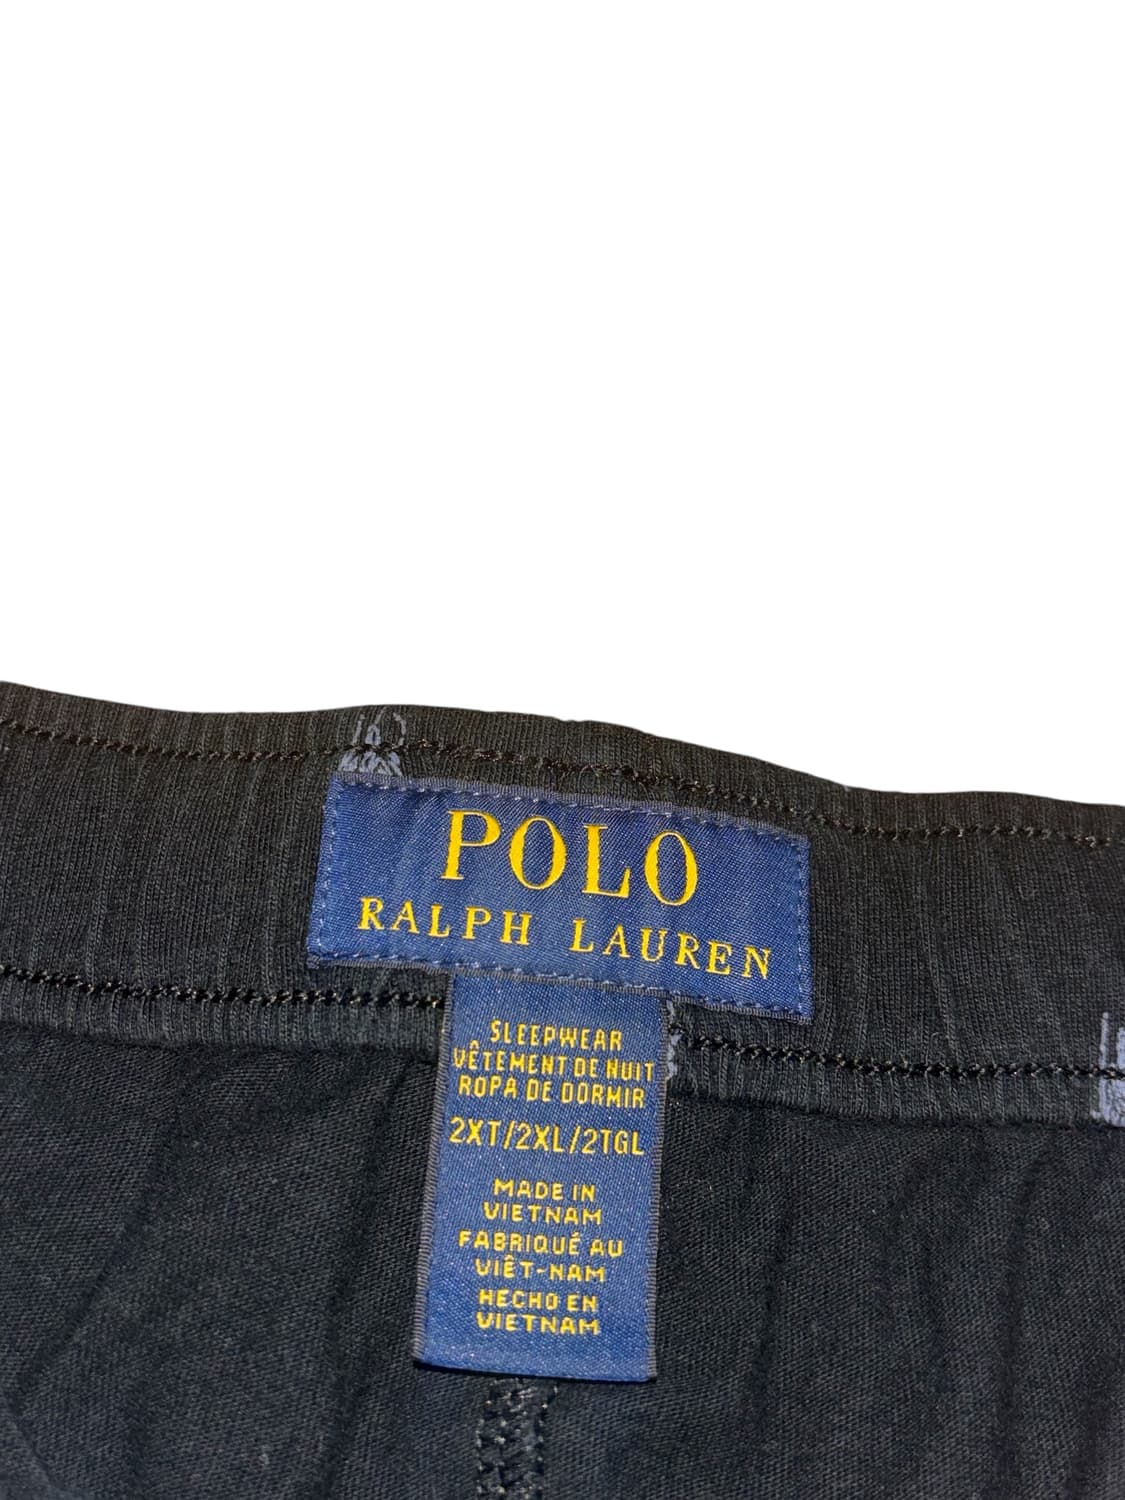 POLO
RALPH LAUREN
SLEEPWEAR
VÊTEMENT DE NUIT
ROPA DE DORMIR
2XT/2XL/2TGL
MADE IN
VIETNAM
FABRIQUÉ AU
VIÊT-NAM
HECHO EN
VIETNAM